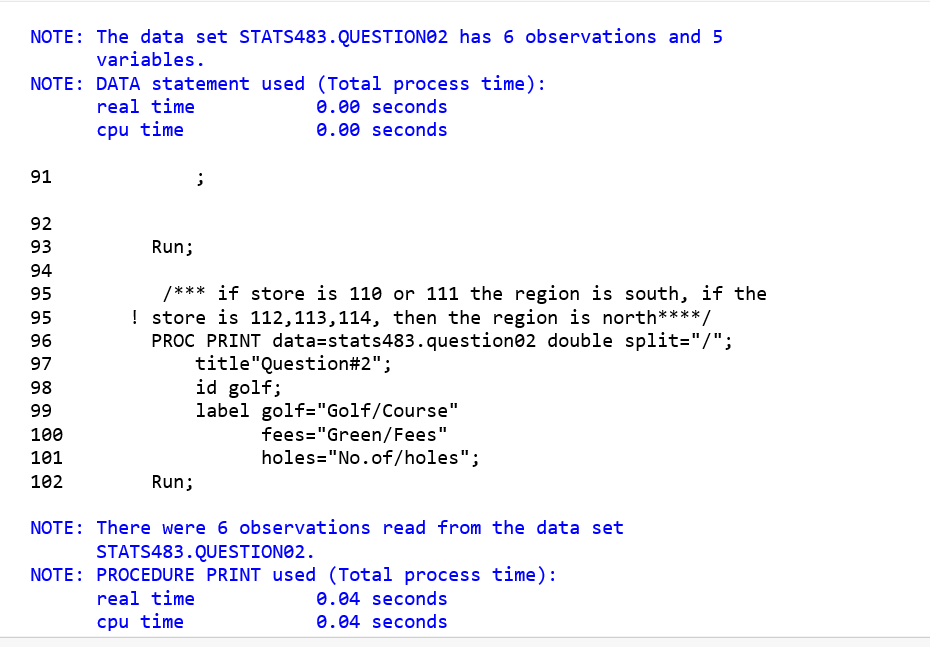 NOTE: The data set STATS483.QUESTION02 has 6 observations and 5
variables.
NOTE: DATA statement used (Total process time):
real time           0.00 seconds
cpu time            0.00 seconds
91             ;
92
93         Run;
94
95          /*** if store is 110 or 111 the region is south, if the
95       ! store is 112,113,114, then the region is north****/
96         PROC PRINT data=stats483.question02 double split="/";
97             title"Question#2";
98             id golf;
99             label golf="Golf/Course"
100                  fees="Green/Fees"
101                  holes="No.of/holes";
102        Run;
NOTE: There were 6 observations read from the data set
STATS483.QUESTION02.
NOTE: PROCEDURE PRINT used (Total process time):
real time           0.04 seconds
cpu time            0.04 seconds